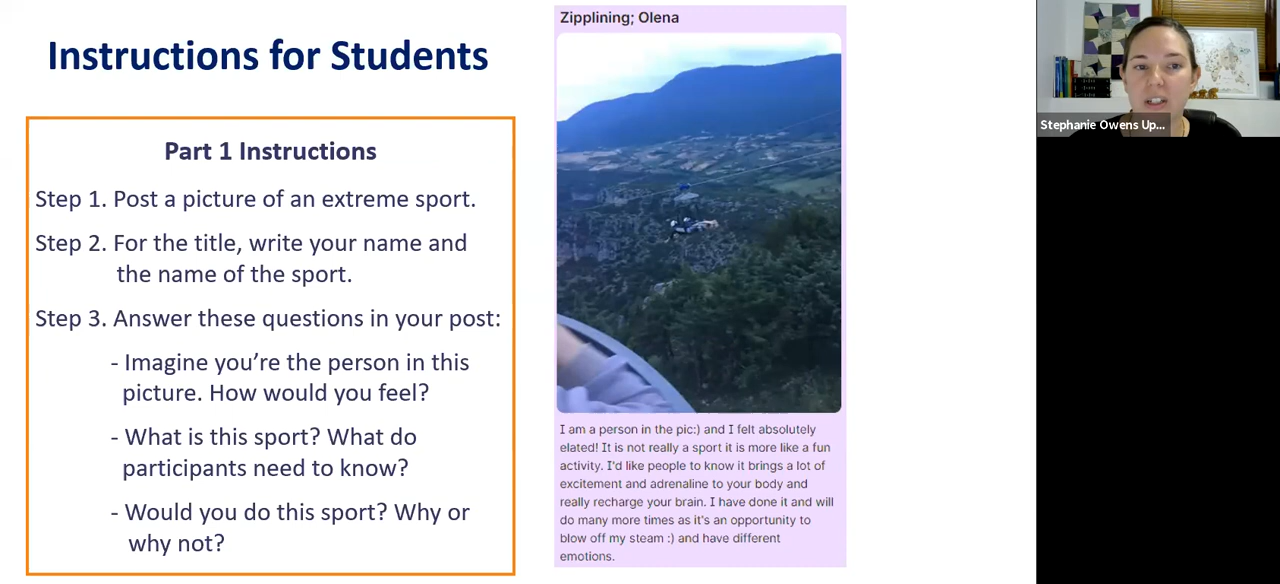 Instructions for Students
Part 1 Instructions
Step 1. Post a picture of an extreme sport.
Step 2. For the title, write your name and
the name of the sport.
Step 3. Answer these questions in your post:
- Imagine you’re the person in this
picture. How would you feel?
- What is this sport? What do
participants need to know?
- Would you do this sport? Why or
why not?
Zipplining; Olena
I am a person in the pic:) and I felt absolutely
elated! It is not really a sport it is more like a fun
activity. I'd like people to know it brings a lot of
excitement and adrenaline to your body and
really recharge your brain. I have done it and will
do many more times as it's an opportunity to
blow off my steam :) and have different
emotions.
Stephanie Owens Up...